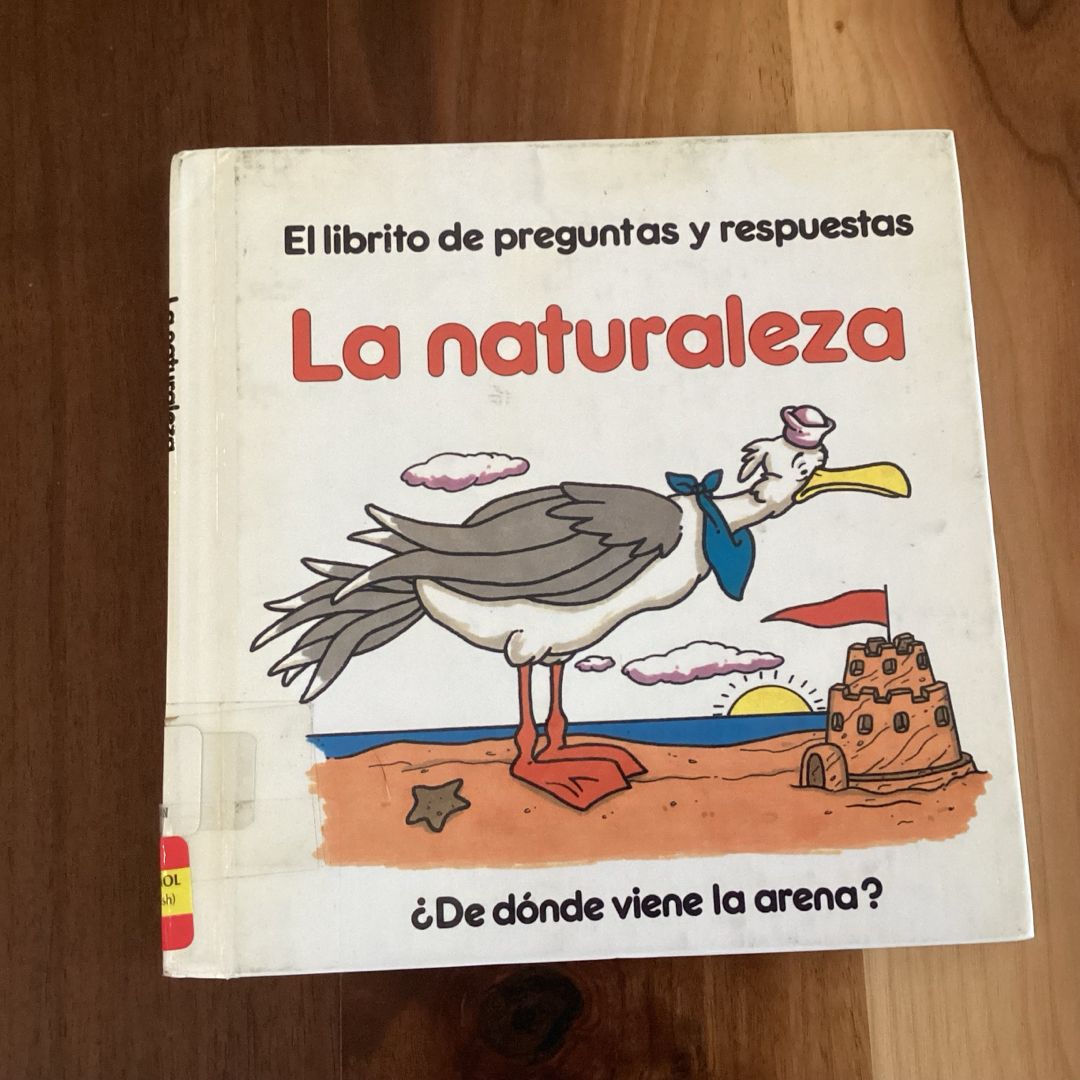 El librito de preguntas y respuestas
La naturaleza
¿De dónde viene la arena?
La naturaleza